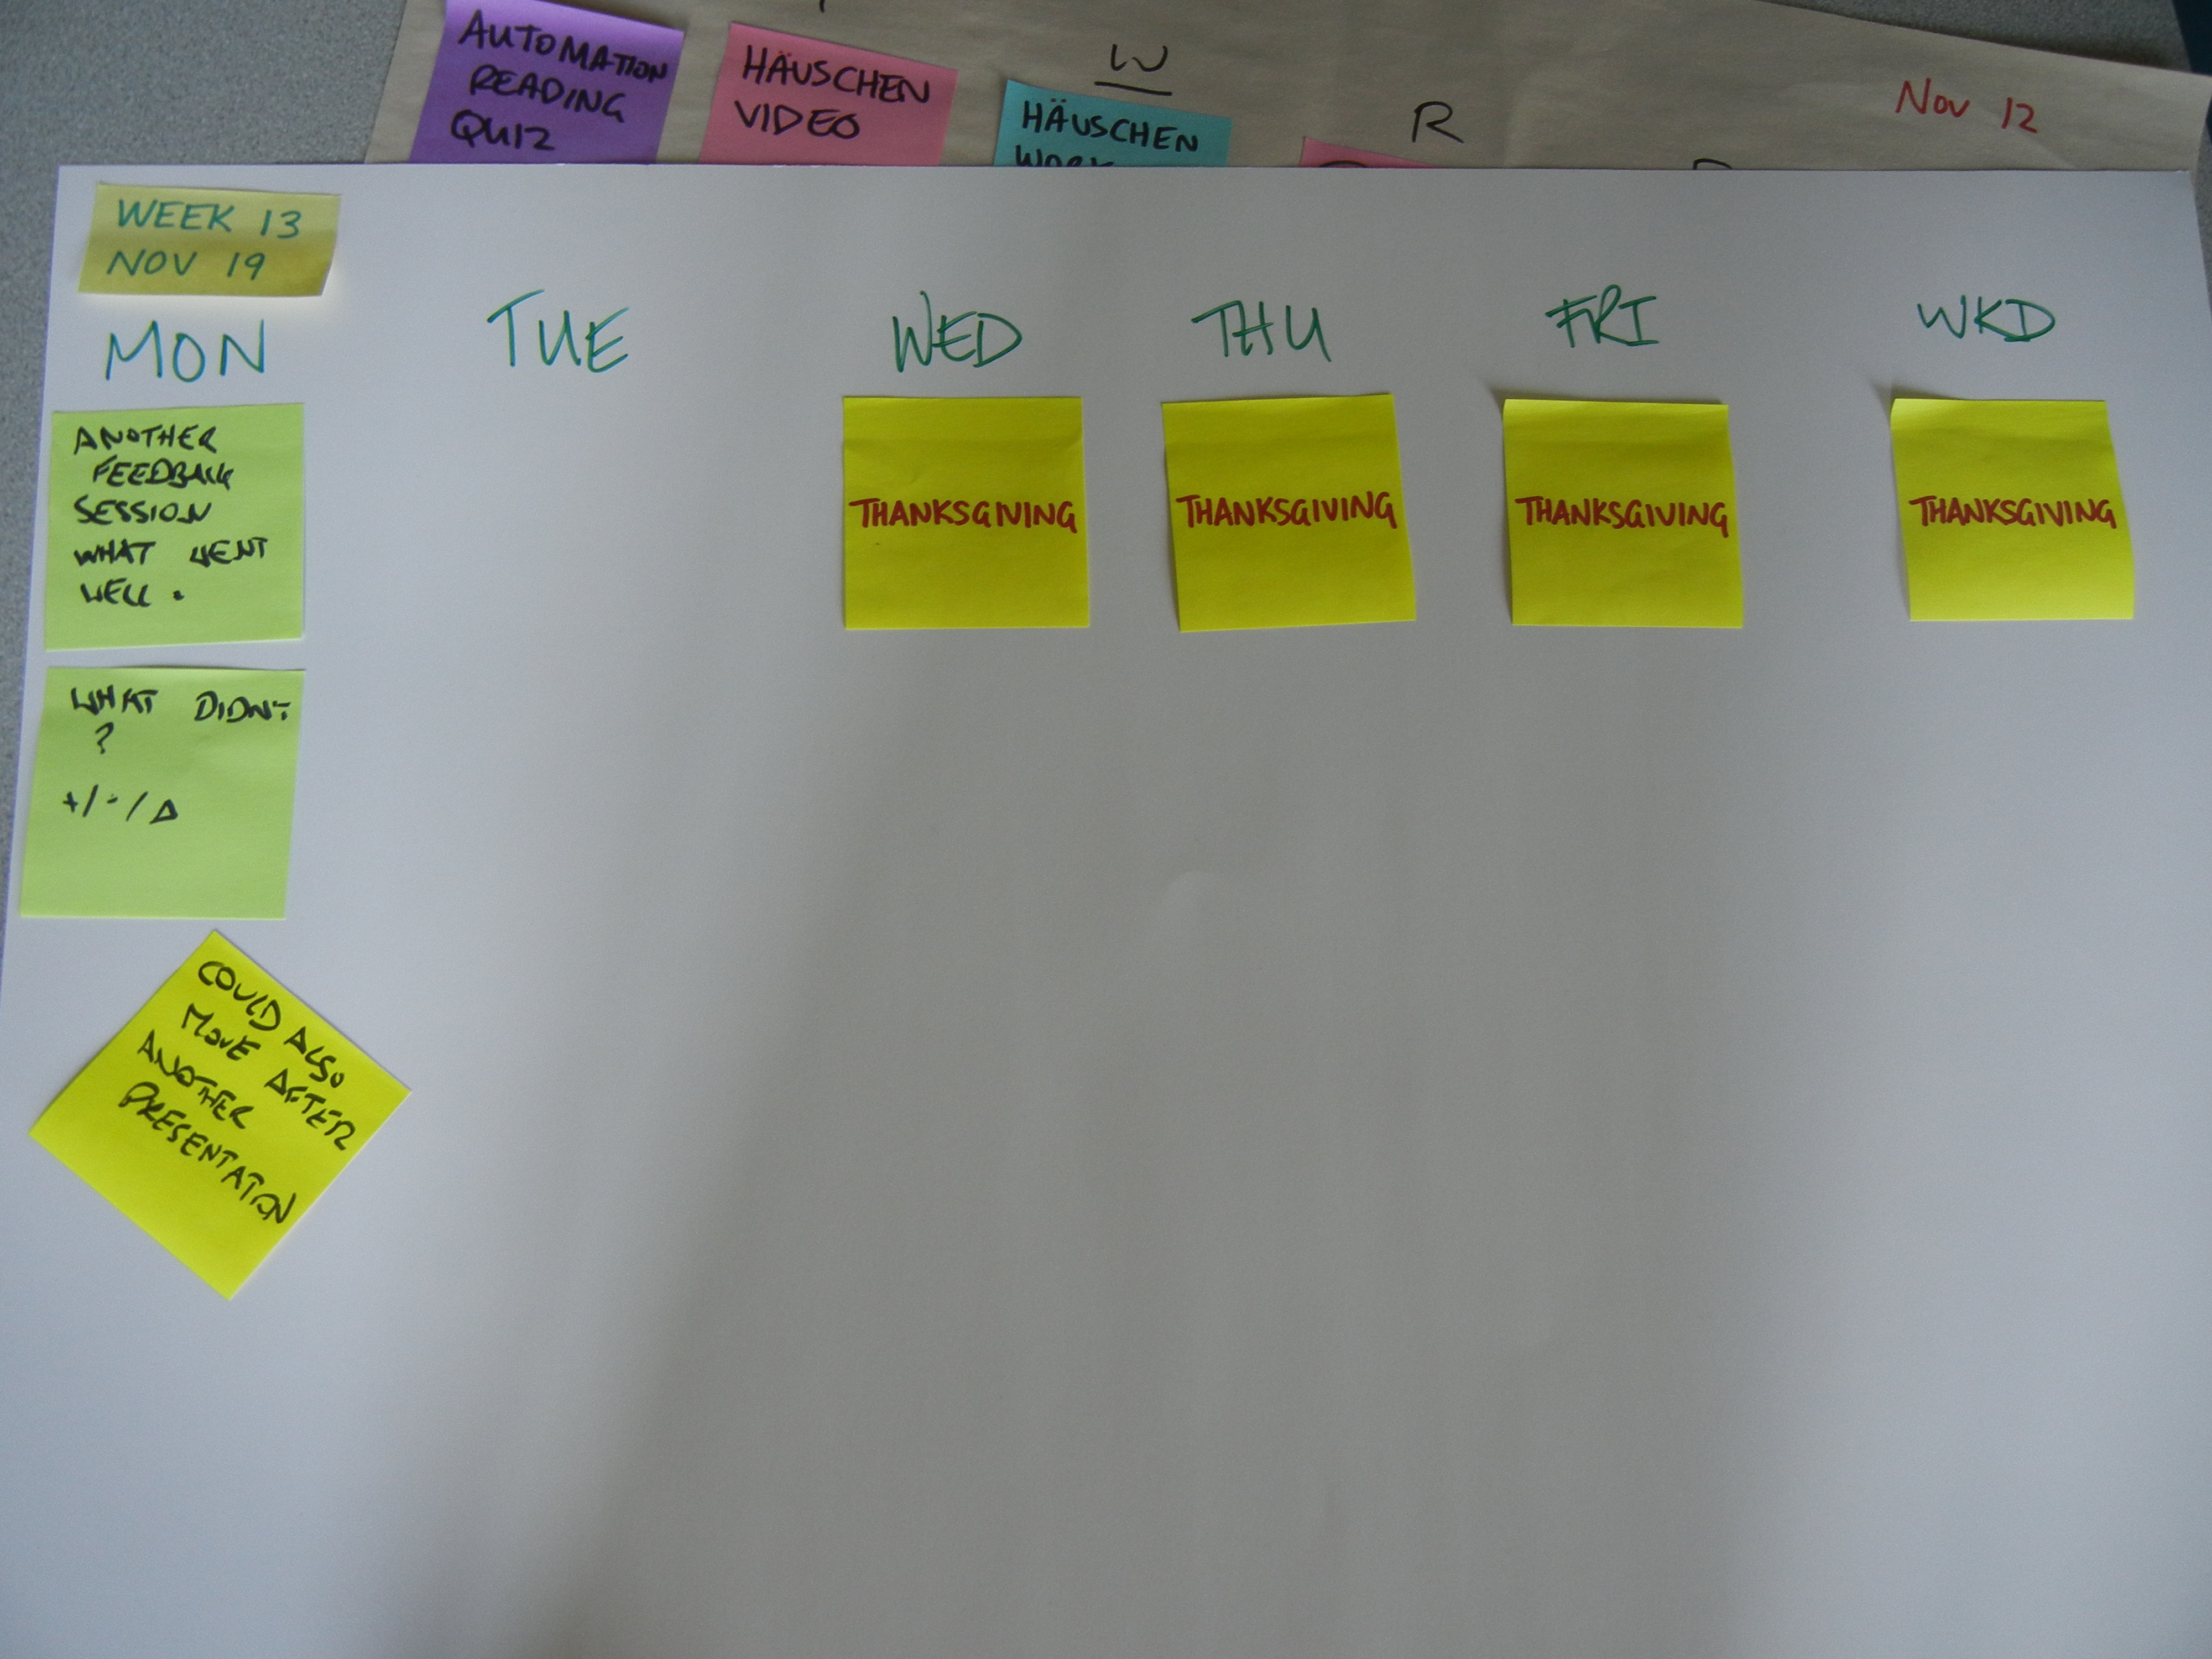 AUTOMATION
READING
QUIZ
HÄUSCHEN
VIDEO
W
HÄUSCHEN
WORK
R
Nov 12
WEEK 13
NOV 19
MON
TUE
WED
THU
FRI
WKD
ANOTHER
FEEDBACK
SESSION
WHAT WENT
WELL.
WHAT DIDN'T
?
+/-/Δ
COULD ALSO
MOVE AFTER
ANOTHER
PRESENTATION
THANKSGIVING
THANKSGIVING
THANKSGIVING
THANKSGIVING